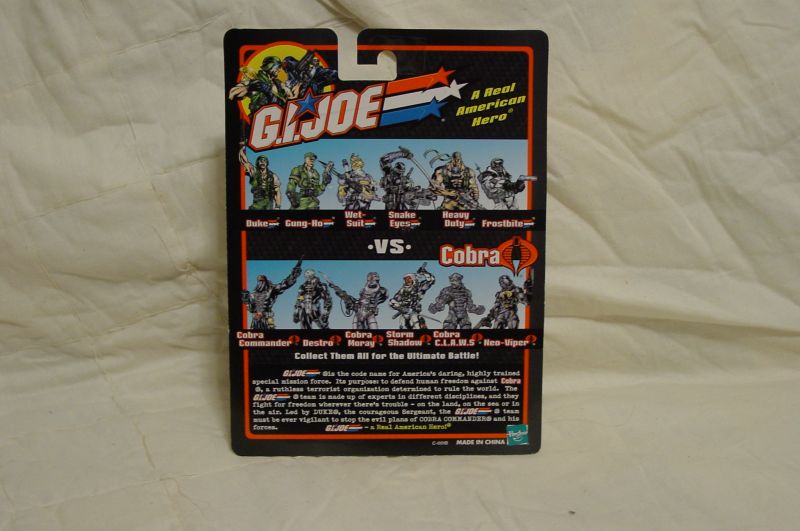 G.I.JOE®
A Real
American
Hero®
Duke
Gung-Ho
Wet-
Suit
Snake
Eyes
Heavy
Duty
Frostbite
•VS•
Cobra
Cobra
Commander
Destro
Cobra
Moray
Storm
Shadow
Cobra
C.L.A.W.S
Neo-Viper
Collect Them All for the Ultimate Battle!
G.I.JOE ® is the code name for America's daring, highly trained
special mission force. Its purpose: to defend human freedom against Cobra
®, a ruthless terrorist organization determined to rule the world. The
G.I.JOE ® team is made up of experts in different disciplines, and they
fight for freedom wherever there's trouble – on the land, on the sea or in
the air. Led by DUKE®, the courageous Sergeant, the G.I.JOE ® team
must be ever vigilant to stop the evil plans of COBRA COMMANDER® and his
forces. G.I.JOE – a Real American Hero!®
MADE IN CHINA
Hasbro